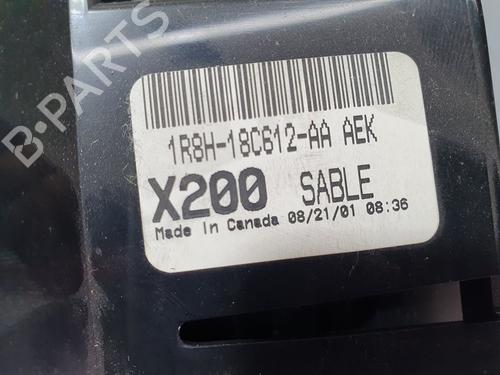 B-PARTS
1R8H-18C612-AA AEK
X200 SABLE
Made In Canada 08/21/01 08:36